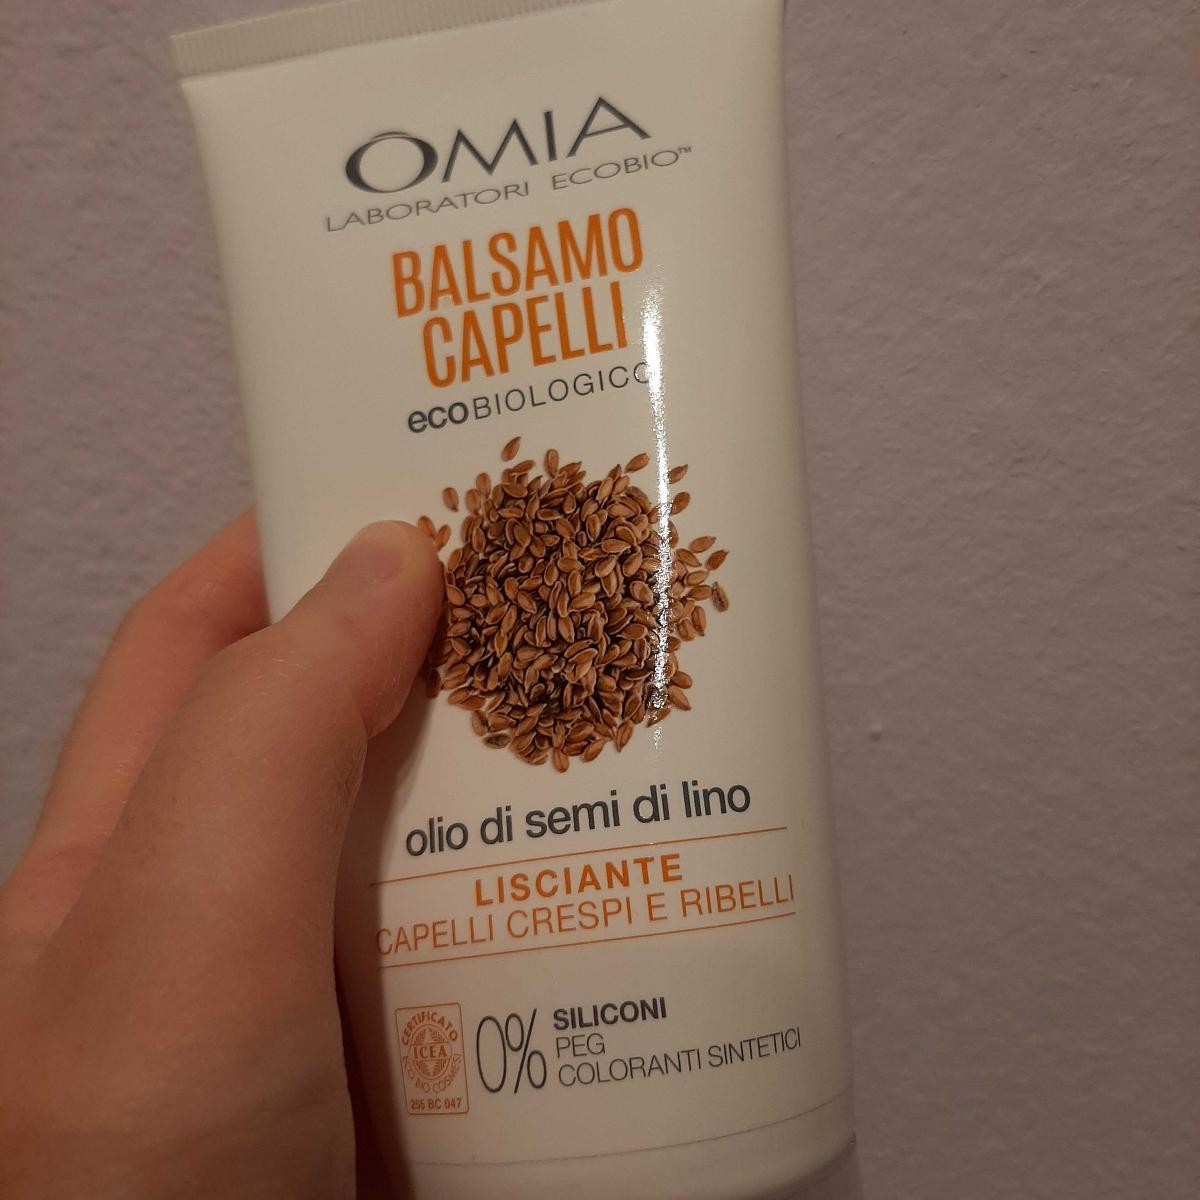 OMIA
LABORATORI ECOBIO™
BALSAMO
CAPELLI
ecoBIOLOGICO
olio di semi di lino
LISCIANTE
CAPELLI CRESPI E RIBELLI
CERTIFICATO
ICEA
ECO BIO COSMESI
255 BC 047
0% SILICONI
PEG
COLORANTI SINTETICI